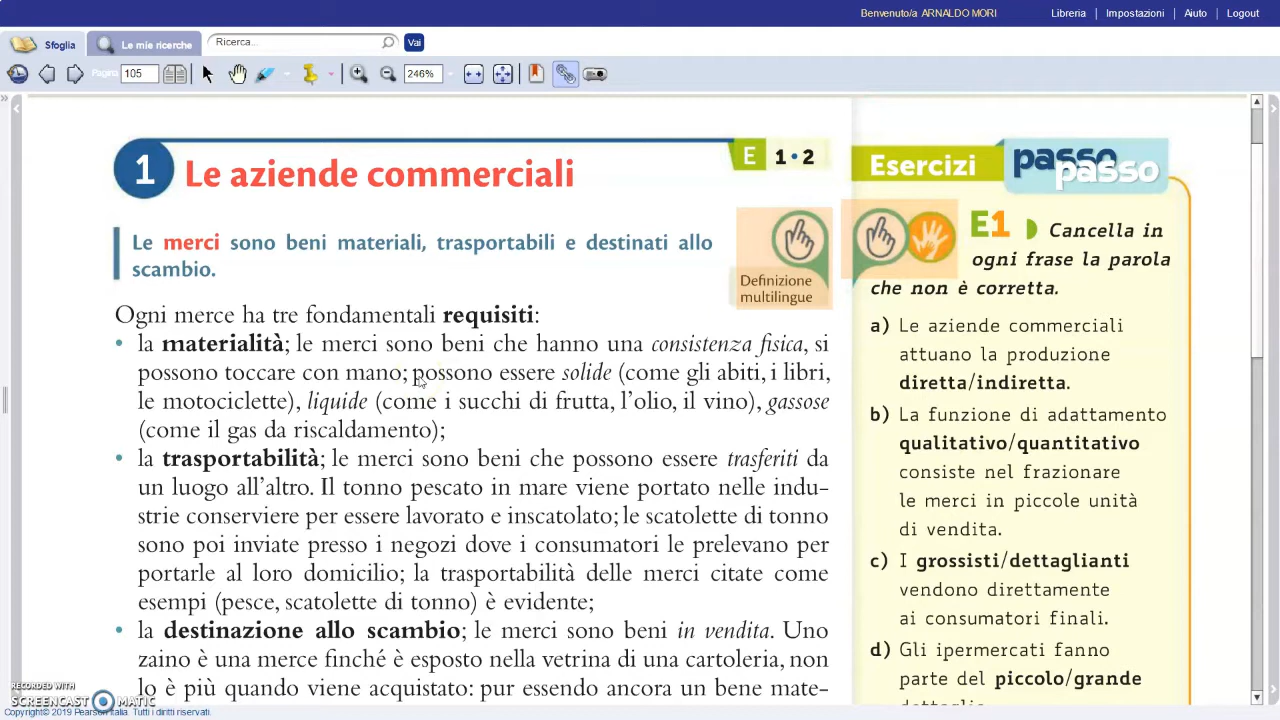 Benvenuto/a ARNALDO MORI
Libreria | Impostazioni | Aiuto | Logout
Sfoglia
Le mie ricerche
Ricerca...
Vai
Pagina 105
246%
1
Le aziende commerciali
E 1 • 2
Le merci sono beni materiali, trasportabili e destinati allo
scambio.
Definizione
multilingue
Ogni merce ha tre fondamentali requisiti:
• la materialità; le merci sono beni che hanno una consistenza fisica, si
possono toccare con mano; possono essere solide (come gli abiti, i libri,
le motociclette), liquide (come i succhi di frutta, l'olio, il vino), gassose
(come il gas da riscaldamento);
• la trasportabilità; le merci sono beni che possono essere trasferiti da
un luogo all'altro. Il tonno pescato in mare viene portato nelle indu-
strie conserviere per essere lavorato e inscatolato; le scatolette di tonno
sono poi inviate presso i negozi dove i consumatori le prelevano per
portarle al loro domicilio; la trasportabilità delle merci citate come
esempi (pesce, scatolette di tonno) è evidente;
• la destinazione allo scambio; le merci sono beni in vendita. Uno
zaino è una merce finché è esposto nella vetrina di una cartoleria, non
lo è più quando viene acquistato: pur essendo ancora un bene mate-
Esercizi passo
passo
E1 Cancella in
ogni frase la parola
che non è corretta.
a) Le aziende commerciali
attuano la produzione
diretta/indiretta.
b) La funzione di adattamento
qualitativo/quantitativo
consiste nel frazionare
le merci in piccole unità
di vendita.
c) I grossisti/dettaglianti
vendono direttamente
ai consumatori finali.
d) Gli ipermercati fanno
parte del piccolo/grande
RECORDED WITH
SCREENCAST MATIC
Copyright© 2019 Pearson Italia. Tutti i diritti riservati.